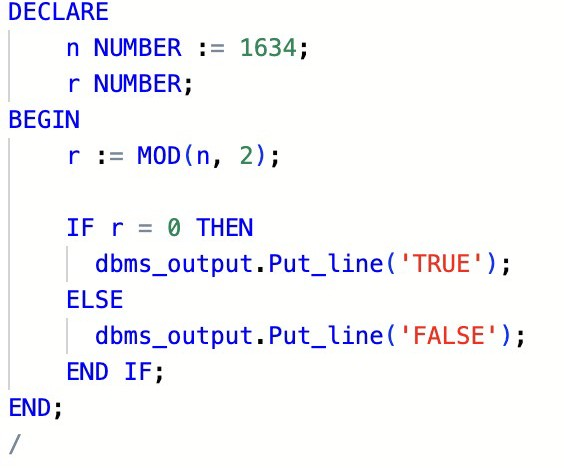 DECLARE
    n NUMBER := 1634;
    r NUMBER;
BEGIN
    r := MOD(n, 2);

    IF r = 0 THEN
      dbms_output.Put_line('TRUE');
    ELSE
      dbms_output.Put_line('FALSE');
    END IF;
END;
/